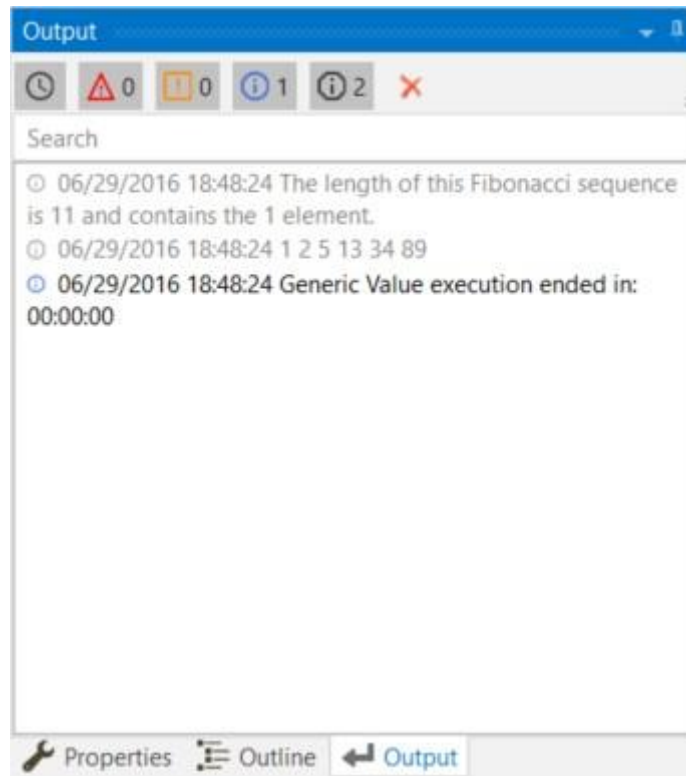 Output
0 0 1 2
Search
06/29/2016 18:48:24 The length of this Fibonacci sequence
is 11 and contains the 1 element.
06/29/2016 18:48:24 1 2 5 13 34 89
06/29/2016 18:48:24 Generic Value execution ended in:
00:00:00
Properties Outline Output